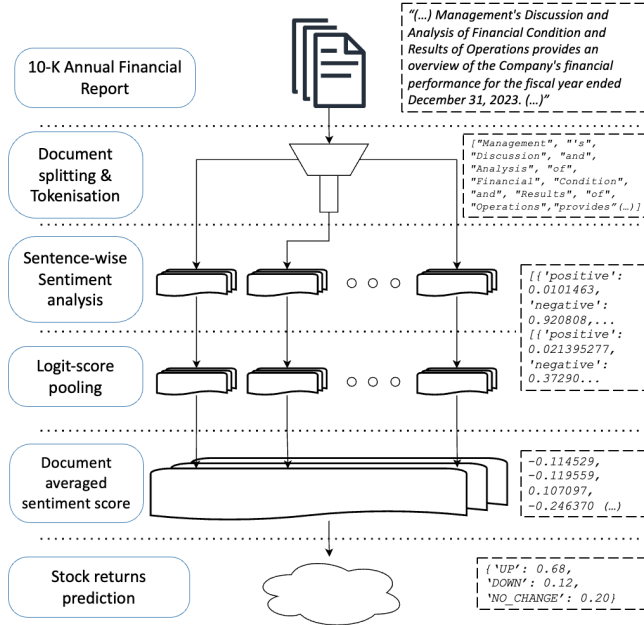 10-K Annual Financial
Report
“(…) Management's Discussion and
Analysis of Financial Condition and
Results of Operations provides an
overview of the Company's financial
performance for the fiscal year ended
December 31, 2023. (…)”
Document
splitting &
Tokenisation
["Management", "'s",
"Discussion", "and",
"Analysis", "of",
"Financial", "Condition",
"and", "Results", "of",
"Operations","provides”(…)]
Sentence-wise
Sentiment
analysis
[{'positive':
0.0101463,
'negative':
0.920808,...
[{'positive':
0.021395277,
'negative':
0.37290...
Logit-score
pooling
Document
averaged
sentiment score
-0.114529,
-0.119559,
0.107097,
-0.246370 (…)
Stock returns
prediction
{‘UP’: 0.68,
‘DOWN’: 0.12,
‘NO_CHANGE’: 0.20}